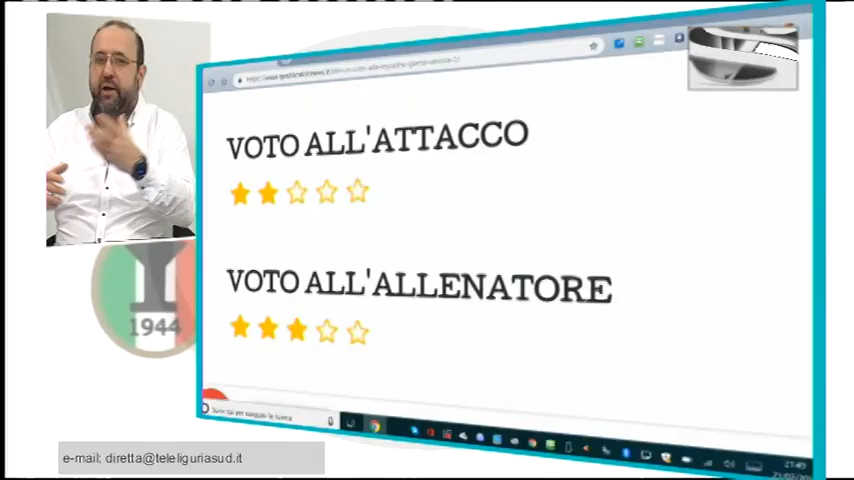 VOTO ALL'ATTACCO
VOTO ALL'ALLENATORE
1944
e-mail: diretta@teleliguriasud.it